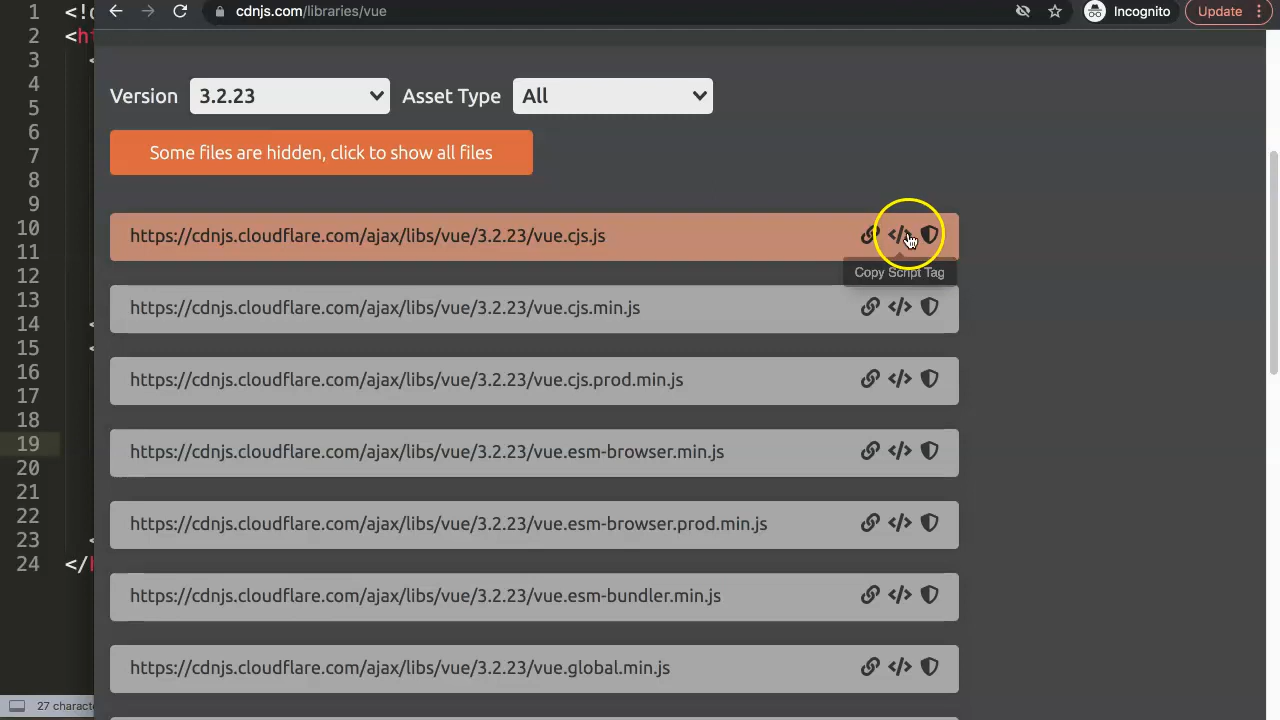 cdnjs.com/libraries/vue
Incognito
Update
Version
3.2.23
Asset Type
All
Some files are hidden, click to show all files
https://cdnjs.cloudflare.com/ajax/libs/vue/3.2.23/vue.cjs.js
Copy Script Tag
https://cdnjs.cloudflare.com/ajax/libs/vue/3.2.23/vue.cjs.min.js
https://cdnjs.cloudflare.com/ajax/libs/vue/3.2.23/vue.cjs.prod.min.js
https://cdnjs.cloudflare.com/ajax/libs/vue/3.2.23/vue.esm-browser.min.js
https://cdnjs.cloudflare.com/ajax/libs/vue/3.2.23/vue.esm-browser.prod.min.js
https://cdnjs.cloudflare.com/ajax/libs/vue/3.2.23/vue.esm-bundler.min.js
https://cdnjs.cloudflare.com/ajax/libs/vue/3.2.23/vue.global.min.js
1 <!
2 <h
3 <
4
5
6
7
8
9
10
11
12
13
14 <
15 <
16
17
18
19
20
21
22
23 <
24 </
27